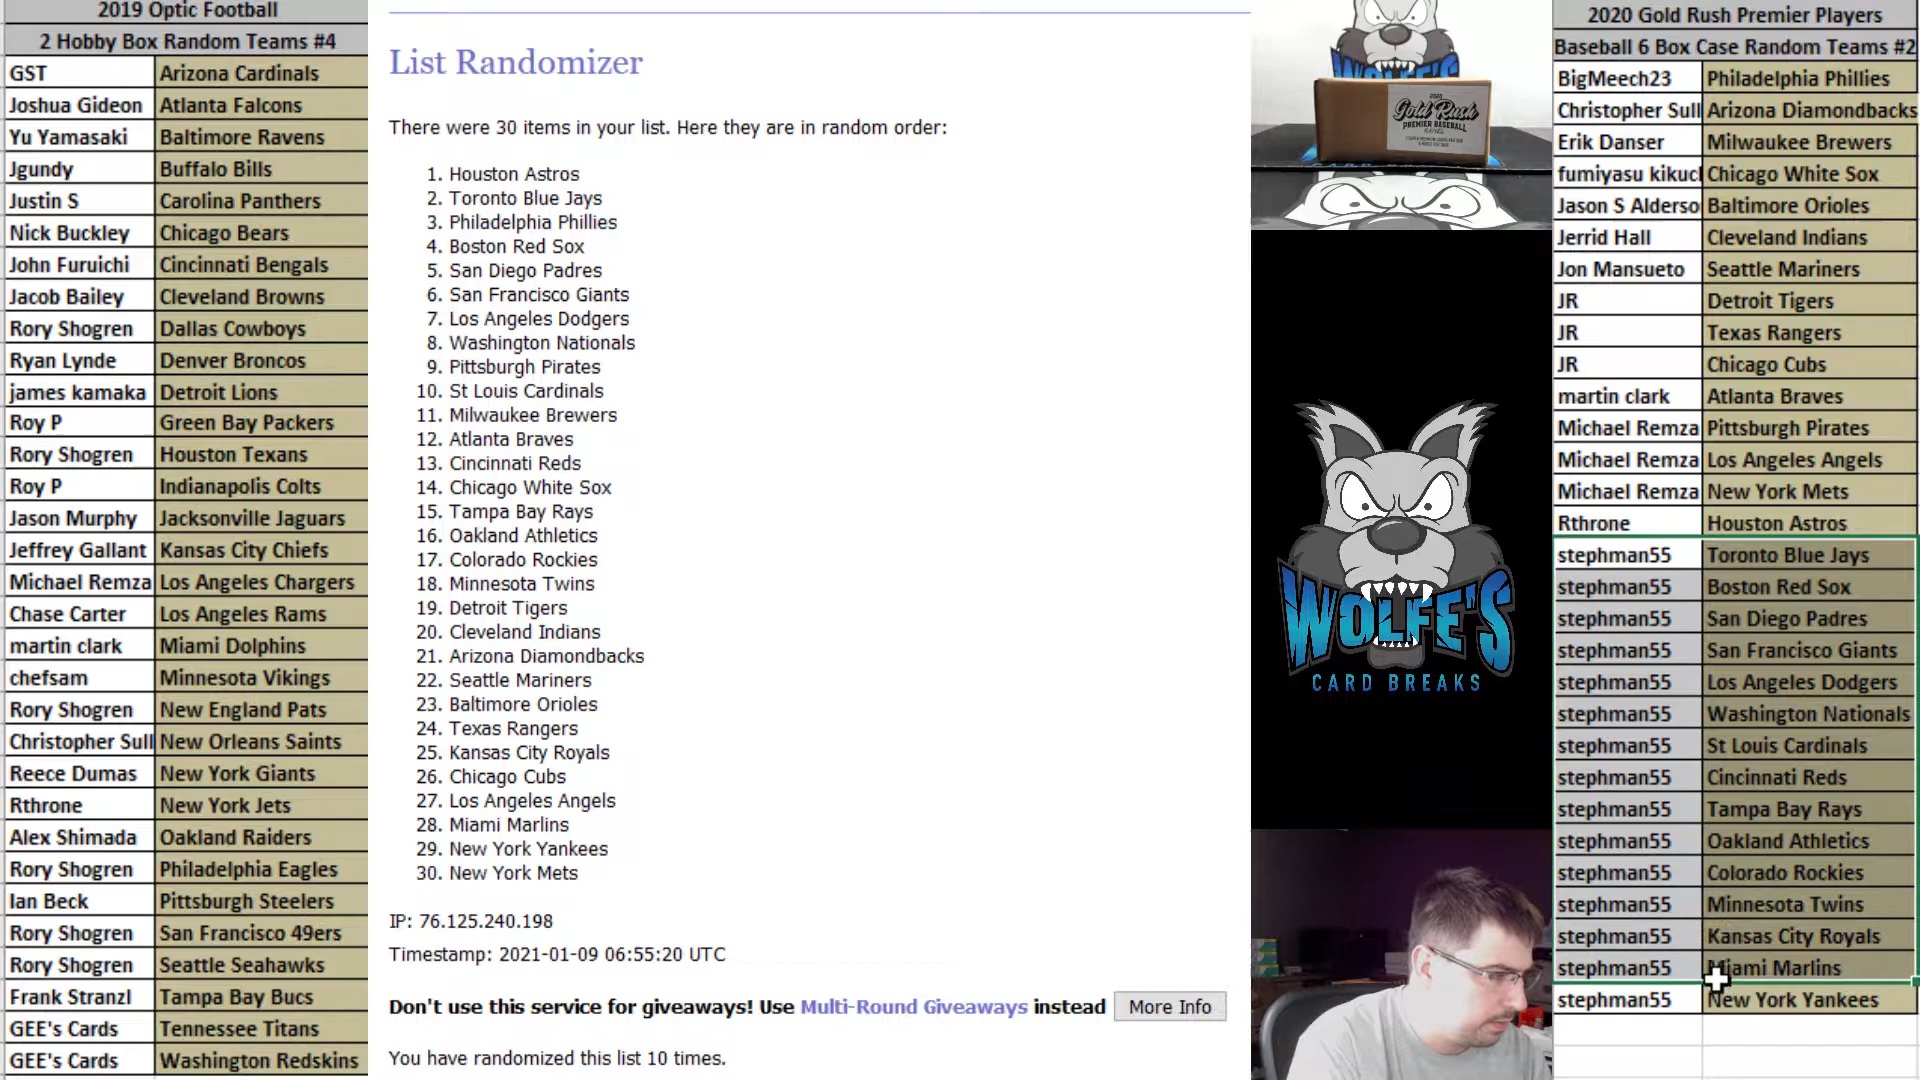 2019 Optic Football
2 Hobby Box Random Teams #4
GST Arizona Cardinals
Joshua Gideon Atlanta Falcons
Yu Yamasaki Baltimore Ravens
Jgundy Buffalo Bills
Justin S Carolina Panthers
Nick Buckley Chicago Bears
John Furuichi Cincinnati Bengals
Jacob Bailey Cleveland Browns
Rory Shogren Dallas Cowboys
Ryan Lynde Denver Broncos
james kamaka Detroit Lions
Roy P Green Bay Packers
Rory Shogren Houston Texans
Roy P Indianapolis Colts
Jason Murphy Jacksonville Jaguars
Jeffrey Gallant Kansas City Chiefs
Michael Remza Los Angeles Chargers
Chase Carter Los Angeles Rams
martin clark Miami Dolphins
chefsam Minnesota Vikings
Rory Shogren New England Pats
Christopher Sull New Orleans Saints
Reece Dumas New York Giants
Rthrone New York Jets
Alex Shimada Oakland Raiders
Rory Shogren Philadelphia Eagles
Ian Beck Pittsburgh Steelers
Rory Shogren San Francisco 49ers
Rory Shogren Seattle Seahawks
Frank Stranzl Tampa Bay Bucs
GEE's Cards Tennessee Titans
GEE's Cards Washington Redskins
List Randomizer
There were 30 items in your list. Here they are in random order:
1. Houston Astros
2. Toronto Blue Jays
3. Philadelphia Phillies
4. Boston Red Sox
5. San Diego Padres
6. San Francisco Giants
7. Los Angeles Dodgers
8. Washington Nationals
9. Pittsburgh Pirates
10. St Louis Cardinals
11. Milwaukee Brewers
12. Atlanta Braves
13. Cincinnati Reds
14. Chicago White Sox
15. Tampa Bay Rays
16. Oakland Athletics
17. Colorado Rockies
18. Minnesota Twins
19. Detroit Tigers
20. Cleveland Indians
21. Arizona Diamondbacks
22. Seattle Mariners
23. Baltimore Orioles
24. Texas Rangers
25. Kansas City Royals
26. Chicago Cubs
27. Los Angeles Angels
28. Miami Marlins
29. New York Yankees
30. New York Mets
IP: 76.125.240.198
Timestamp: 2021-01-09 06:55:20 UTC
Don't use this service for giveaways! Use Multi-Round Giveaways instead More Info
You have randomized this list 10 times.
WOLFE'S
2020
Gold Rush
PREMIER BASEBALL
WOLFE'S
CARD BREAKS
2020 Gold Rush Premier Players
Baseball 6 Box Case Random Teams #2
BigMeech23 Philadelphia Phillies
Christopher Sull Arizona Diamondbacks
Erik Danser Milwaukee Brewers
fumiyasu kikuc Chicago White Sox
Jason S Alderso Baltimore Orioles
Jerrid Hall Cleveland Indians
Jon Mansueto Seattle Mariners
JR Detroit Tigers
JR Texas Rangers
JR Chicago Cubs
martin clark Atlanta Braves
Michael Remza Pittsburgh Pirates
Michael Remza Los Angeles Angels
Michael Remza New York Mets
Rthrone Houston Astros
stephman55 Toronto Blue Jays
stephman55 Boston Red Sox
stephman55 San Diego Padres
stephman55 San Francisco Giants
stephman55 Los Angeles Dodgers
stephman55 Washington Nationals
stephman55 St Louis Cardinals
stephman55 Cincinnati Reds
stephman55 Tampa Bay Rays
stephman55 Oakland Athletics
stephman55 Colorado Rockies
stephman55 Minnesota Twins
stephman55 Kansas City Royals
stephman55 Miami Marlins
stephman55 New York Yankees